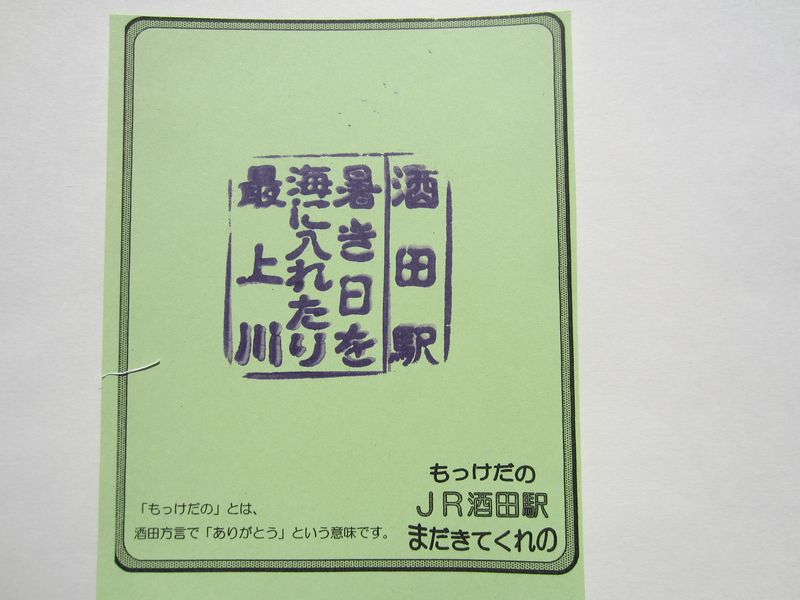 酒田駅
暑き日を
海に入れたり
最上川
もっけだの
JR酒田駅
まだきてくれの
「もっけだの」とは、
酒田方言で「ありがとう」という意味です。